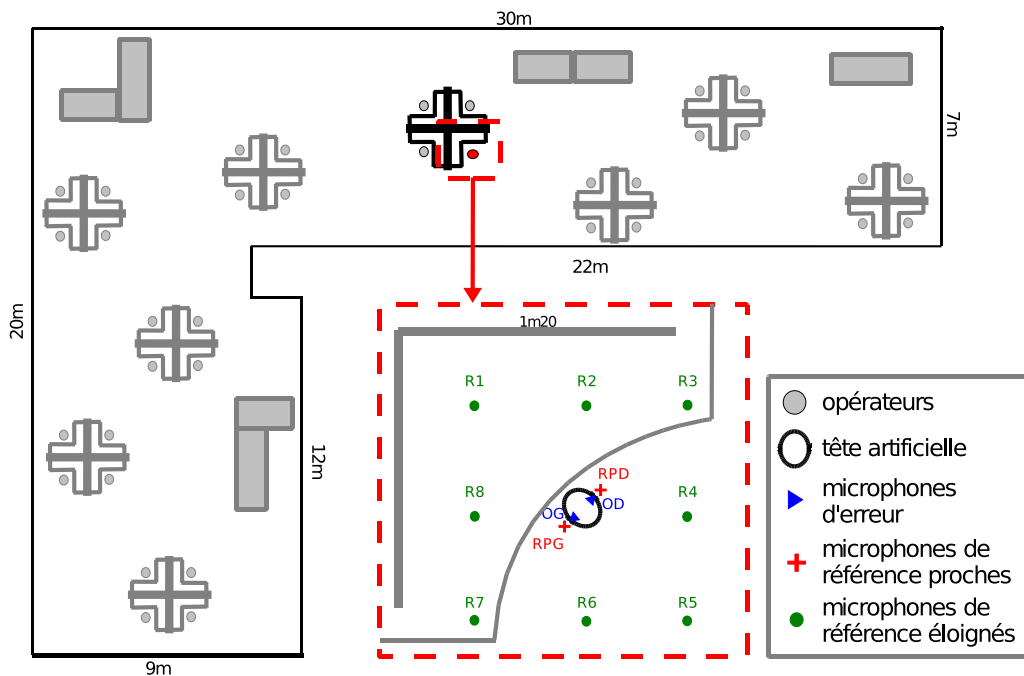 30m
7m
22m
20m
12m
9m
1m20
R1 R2 R3
R8 R4
RPD
OG OD
RPG
R7 R6 R5
opérateurs
tête artificielle
microphones
d'erreur
microphones de
référence proches
microphones de
référence éloignés